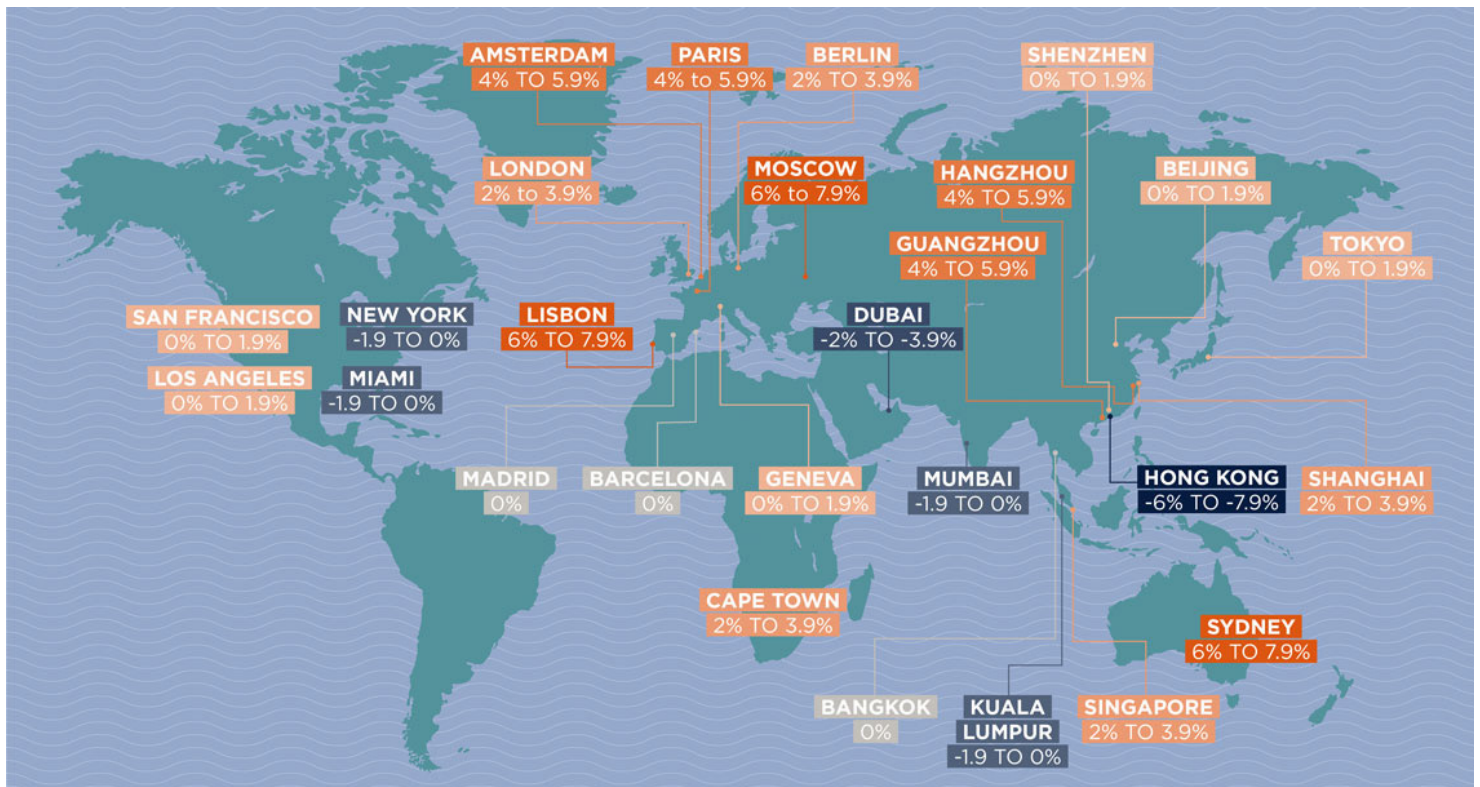 AMSTERDAM
4% TO 5.9%
PARIS
4% to 5.9%
BERLIN
2% TO 3.9%
SHENZHEN
0% TO 1.9%
LONDON
2% to 3.9%
MOSCOW
6% to 7.9%
HANGZHOU
4% TO 5.9%
BEIJING
0% TO 1.9%
GUANGZHOU
4% TO 5.9%
TOKYO
0% TO 1.9%
SAN FRANCISCO
0% TO 1.9%
NEW YORK
-1.9 TO 0%
LISBON
6% TO 7.9%
DUBAI
-2% TO -3.9%
LOS ANGELES
0% TO 1.9%
MIAMI
-1.9 TO 0%
MADRID
0%
BARCELONA
0%
GENEVA
0% TO 1.9%
MUMBAI
-1.9 TO 0%
HONG KONG
-6% TO -7.9%
SHANGHAI
2% TO 3.9%
CAPE TOWN
2% TO 3.9%
SYDNEY
6% TO 7.9%
BANGKOK
0%
KUALA
LUMPUR
-1.9 TO 0%
SINGAPORE
2% TO 3.9%